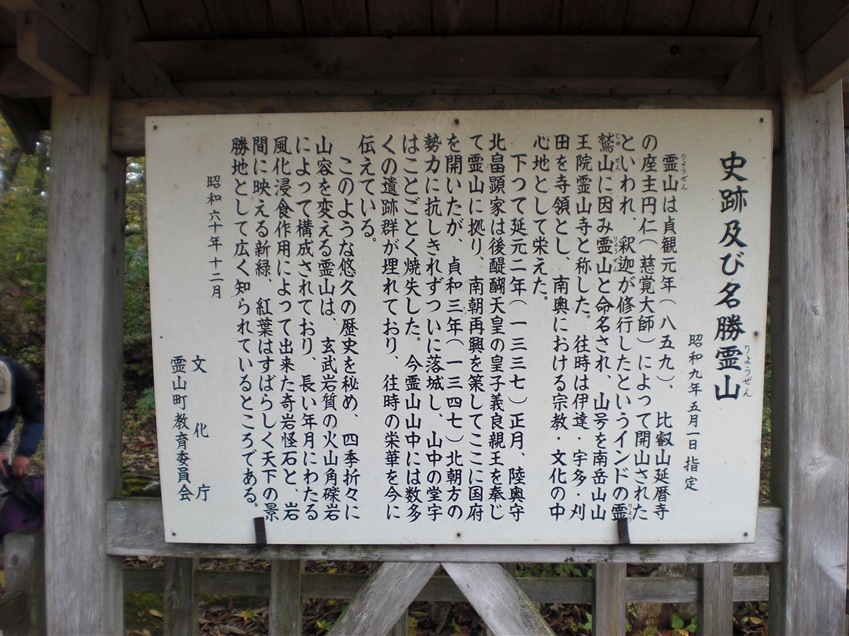 史跡及び名勝霊山
りょうぜん
昭和九年五月一日指定
りょうぜん
霊山は貞観元年(八五九)、比叡山延暦寺
の座主円仁(慈覚大師)によって開山された
といわれ、釈迦が修行したというインドの霊
鷲山に因み霊山と命名され、山号を南岳山山
王院霊山寺と称した。往時は伊達・宇多・刈
田を寺領とし、南奥における宗教・文化の中
心地として栄えた。
下って延元二年(一三三七)正月、陸奥守
北畠顕家は後醍醐天皇の皇子義良親王を奉じ
て霊山に拠り、南朝再興を策してここに国府
を開いたが、貞和三年(一三四七)北朝方の
勢力に抗しきれずついに落城し、山中の堂宇
はことごとく焼失した。今霊山山中には数多
くの遺跡群が埋れており、往時の栄華を今に
伝えている。
このような悠久の歴史を秘め、四季折々に
山容を変える霊山は、玄武岩質の火山角礫岩
によって構成されており、長い年月にわたる
風化浸食作用によって出来た奇岩怪石と、岩
間に映える新緑、紅葉はすばらしく天下の景
勝地として広く知られているところである。
昭和六十年十二月
文化庁
霊山町教育委員会